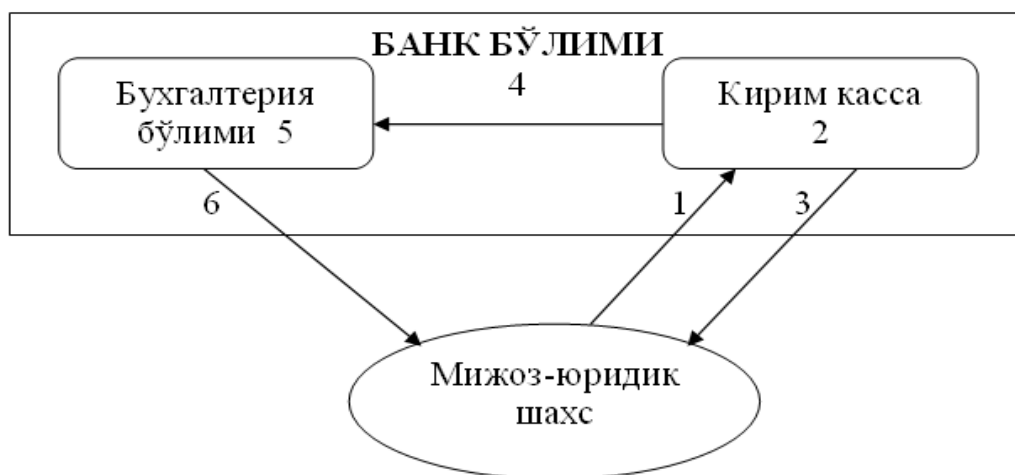 БАНК БЎЛИМИ
4
Бухгалтерия
бўлими 5
Кирим касса
2
6
1
3
Мижоз-юридик
шахс